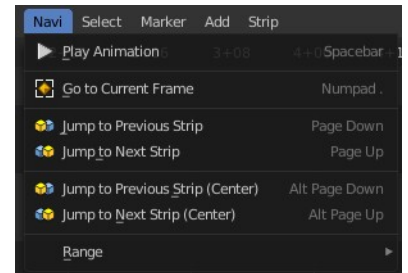 Navi Select Marker Add Strip
Play Animation Spacebar
Go to Current Frame Numpad .
Jump to Previous Strip Page Down
Jump to Next Strip Page Up
Jump to Previous Strip (Center) Alt Page Down
Jump to Next Strip (Center) Alt Page Up
Range